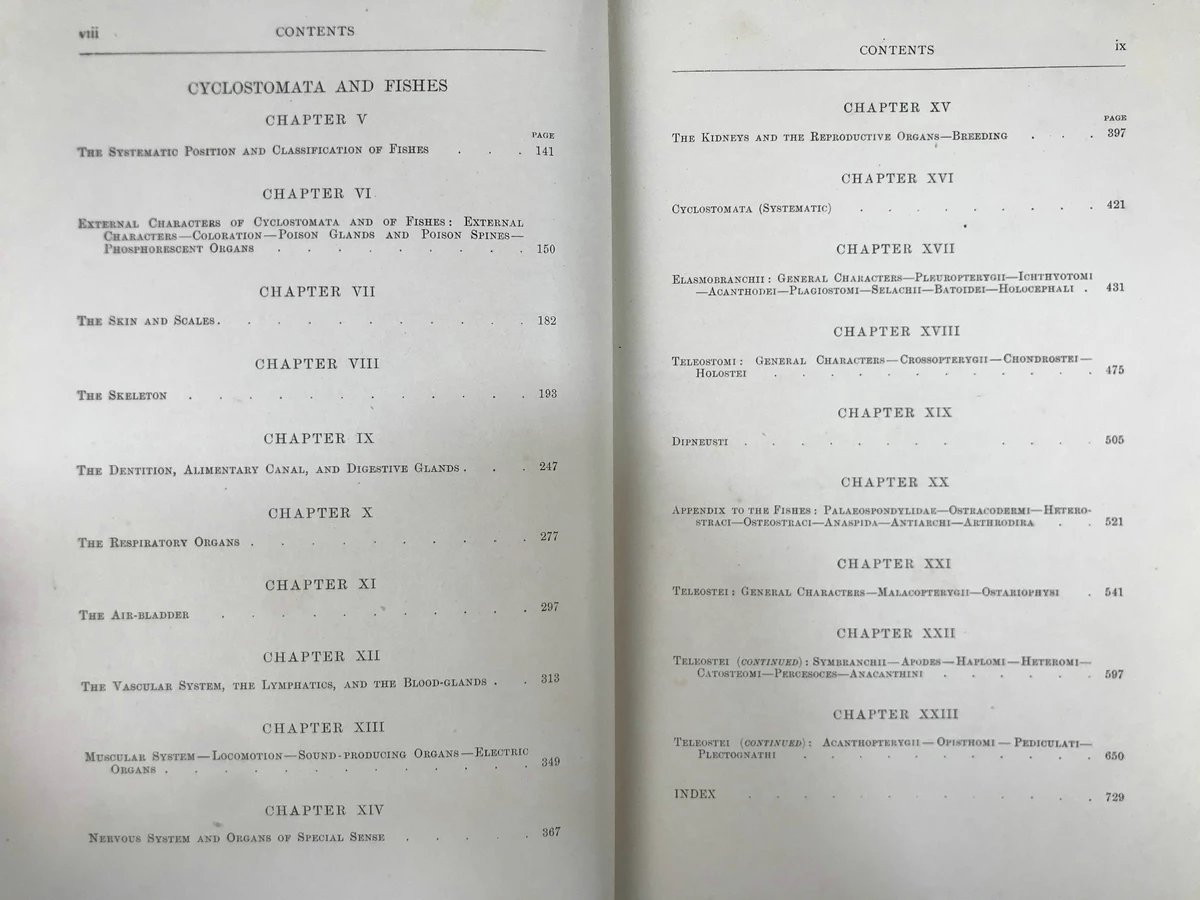 viii
CONTENTS
CYCLOSTOMATA AND FISHES
CHAPTER V
PAGE
The Systematic Position and Classification of Fishes . . . 141
CHAPTER VI
External Characters of Cyclostomata and of Fishes: External
Characters—Coloration—Poison Glands and Poison Spines—
Phosphorescent Organs . . . . . . . . . 150
CHAPTER VII
The Skin and Scales . . . . . . . . . . . 182
CHAPTER VIII
The Skeleton . . . . . . . . . . . . 193
CHAPTER IX
The Dentition, Alimentary Canal, and Digestive Glands . . . 247
CHAPTER X
The Respiratory Organs . . . . . . . . . . 277
CHAPTER XI
The Air-bladder . . . . . . . . . . . 297
CHAPTER XII
The Vascular System, the Lymphatics, and the Blood-glands . . 313
CHAPTER XIII
Muscular System—Locomotion—Sound-producing Organs—Electric
Organs . . . . . . . . . . . . . 349
CHAPTER XIV
Nervous System and Organs of Special Sense . . . . . 367
CONTENTS
ix
CHAPTER XV
PAGE
The Kidneys and the Reproductive Organs—Breeding . . . 397
CHAPTER XVI
Cyclostomata (Systematic) . . . . . . . . . 421
CHAPTER XVII
Elasmobranchii: General Characters—Pleuropterygii—Ichthyotomi
—Acanthodei—Plagiostomi—Selachii—Batoidei—Holocephali . 431
CHAPTER XVIII
Teleostomi: General Characters—Crossopterygii—Chondrostei—
Holostei . . . . . . . . . . . . 475
CHAPTER XIX
Dipneusti . . . . . . . . . . . 505
CHAPTER XX
Appendix to the Fishes: Palaeospondylidae—Ostracodermi—Hetero-
straci—Osteostraci—Anaspida—Antiarchi—Arthrodira . . 521
CHAPTER XXI
Teleostei: General Characters—Malacopterygii—Ostariophysi . 541
CHAPTER XXII
Teleostei (continued): Symbranchii—Apodes—Haplomi—Heteromi—
Catosteomi—Percesoces—Anacanthini . . . . . . 597
CHAPTER XXIII
Teleostei (continued): Acanthopterygii—Opisthomi—Pediculati—
Plectognathi . . . . . . . . . . . 650
INDEX . . . . . . . . . . . . . 729